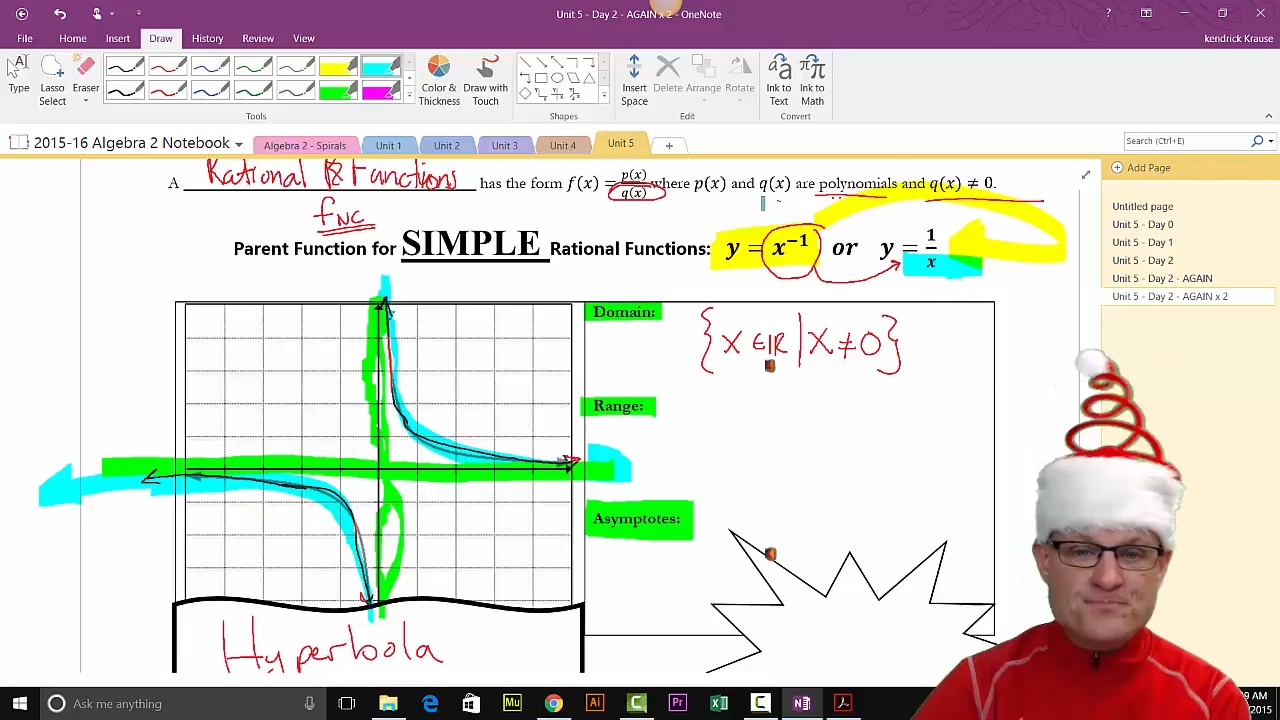 Unit 5 - Day 2 - AGAIN x 2 - OneNote
File Home Insert Draw History Review View
kendrick Krause
Type Lasso Select Eraser
Color & Thickness Draw with Touch
Insert Space Delete Arrange Rotate
Ink to Text Ink to Math
Tools Shapes Edit Convert
2015-16 Algebra 2 Notebook Algebra 2 - Spirals Unit 1 Unit 2 Unit 3 Unit 4 Unit 5 +
Search (Ctrl+E)
Add Page
Untitled page
Unit 5 - Day 0
Unit 5 - Day 1
Unit 5 - Day 2
Unit 5 - Day 2 - AGAIN
Unit 5 - Day 2 - AGAIN x 2
A Rational Functions has the form f(x) = p(x)/q(x) where p(x) and q(x) are polynomials and q(x) ≠ 0.
fNC
Parent Function for SIMPLE Rational Functions: y = x⁻¹ or y = 1/x
Domain: {X ∈ ℝ | X ≠ 0}
Range:
Asymptotes:
Hyperbola
Ask me anything
Mu Ai Pr
2015